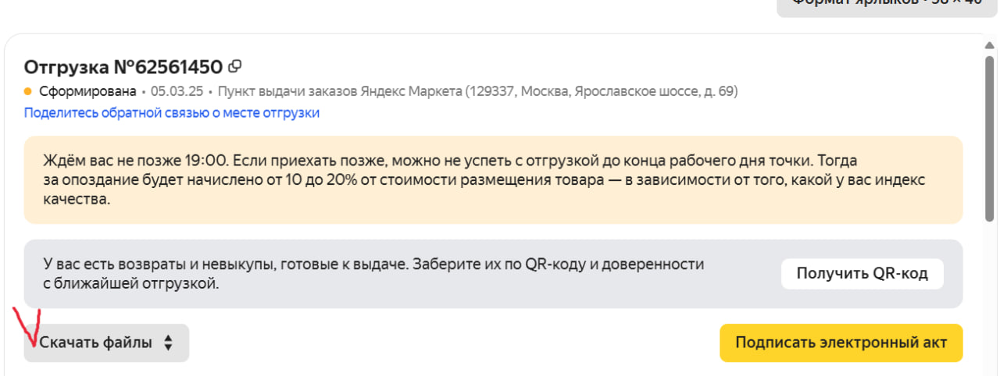 Формат ярлыков • 58 × 40
Отгрузка №62561450
Сформирована • 05.03.25 • Пункт выдачи заказов Яндекс Маркета (129337, Москва, Ярославское шоссе, д. 69)
Поделитесь обратной связью о месте отгрузки
Ждём вас не позже 19:00. Если приехать позже, можно не успеть с отгрузкой до конца рабочего дня точки. Тогда
за опоздание будет начислено от 10 до 20% от стоимости размещения товара — в зависимости от того, какой у вас индекс
качества.
У вас есть возвраты и невыкупы, готовые к выдаче. Заберите их по QR-коду и доверенности
с ближайшей отгрузкой.
Получить QR-код
Скачать файлы
Подписать электронный акт